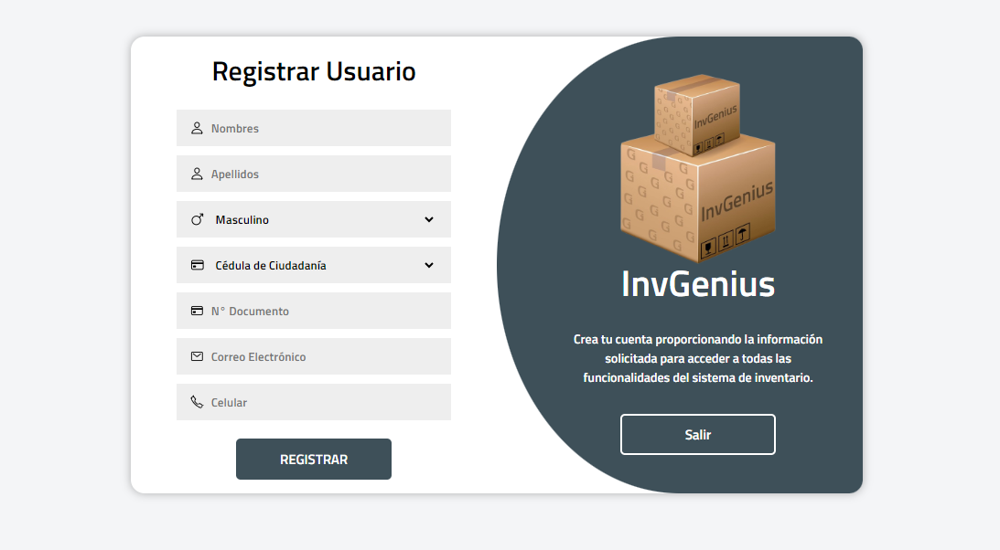 Registrar Usuario
Nombres
Apellidos
Masculino
Cédula de Ciudadanía
N° Documento
Correo Electrónico
Celular
REGISTRAR
InvGenius
InvGenius
InvGenius
Crea tu cuenta proporcionando la información
solicitada para acceder a todas las
funcionalidades del sistema de inventario.
Salir